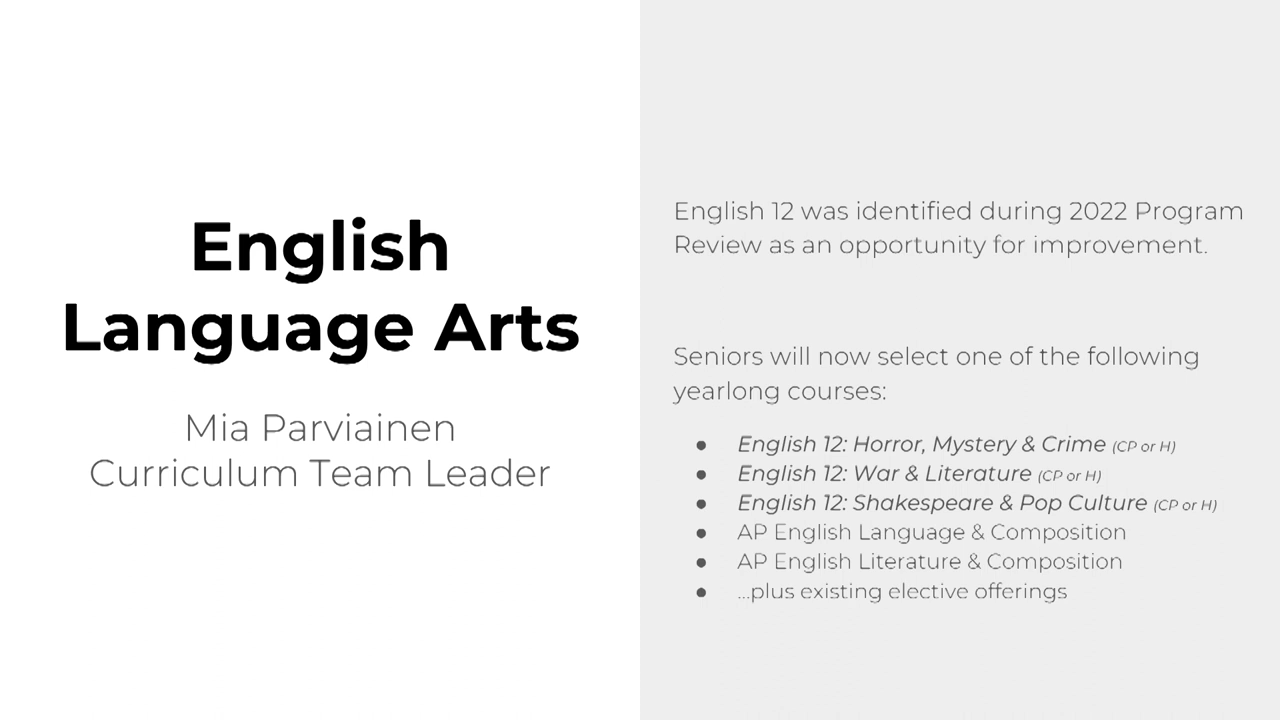 English
Language Arts
Mia Parviainen
Curriculum Team Leader
English 12 was identified during 2022 Program
Review as an opportunity for improvement.
Seniors will now select one of the following
yearlong courses:
● English 12: Horror, Mystery & Crime (CP or H)
● English 12: War & Literature (CP or H)
● English 12: Shakespeare & Pop Culture (CP or H)
● AP English Language & Composition
● AP English Literature & Composition
● ...plus existing elective offerings